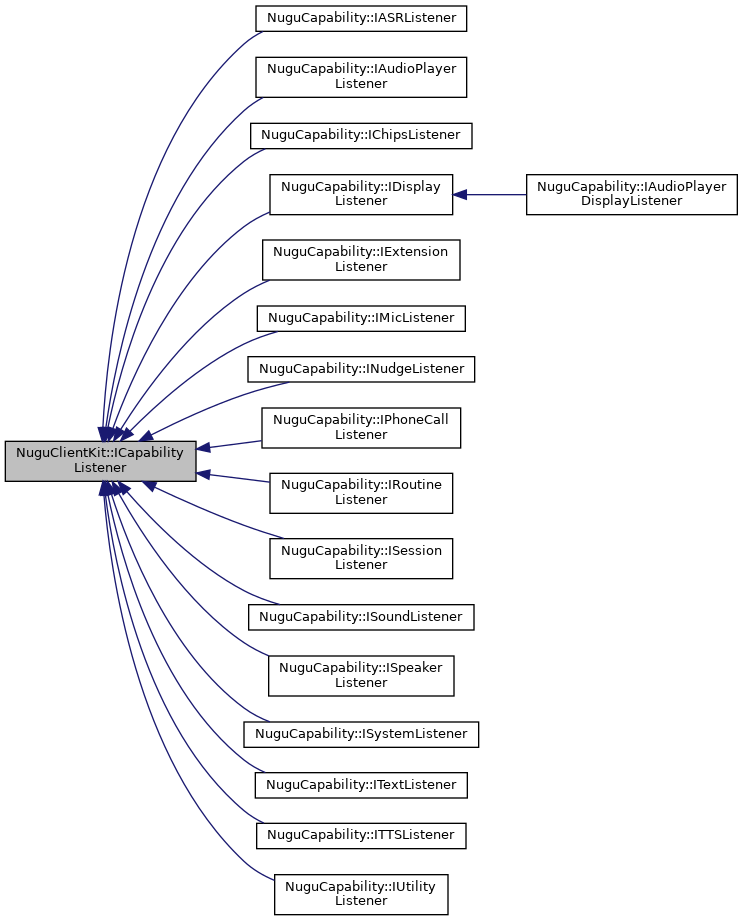 NuguCapability::IASRListener
NuguCapability::IAudioPlayer
Listener
NuguCapability::IChipsListener
NuguCapability::IDisplay
Listener
NuguCapability::IAudioPlayer
DisplayListener
NuguCapability::IExtension
Listener
NuguCapability::IMicListener
NuguCapability::INudgeListener
NuguCapability::IPhoneCall
Listener
NuguClientKit::ICapability
Listener
NuguCapability::IRoutine
Listener
NuguCapability::ISession
Listener
NuguCapability::ISoundListener
NuguCapability::ISpeaker
Listener
NuguCapability::ISystemListener
NuguCapability::ITextListener
NuguCapability::ITTSListener
NuguCapability::IUtility
Listener